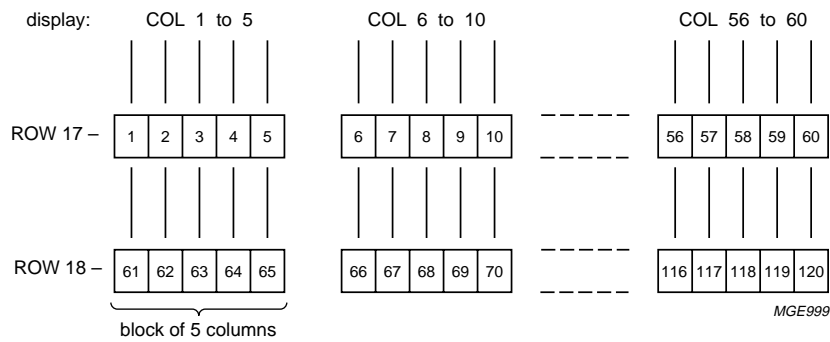 display: COL 1 to 5 COL 6 to 10 COL 56 to 60
ROW 17 – 1 2 3 4 5 6 7 8 9 10 56 57 58 59 60
ROW 18 – 61 62 63 64 65 66 67 68 69 70 116 117 118 119 120
MGE999
block of 5 columns